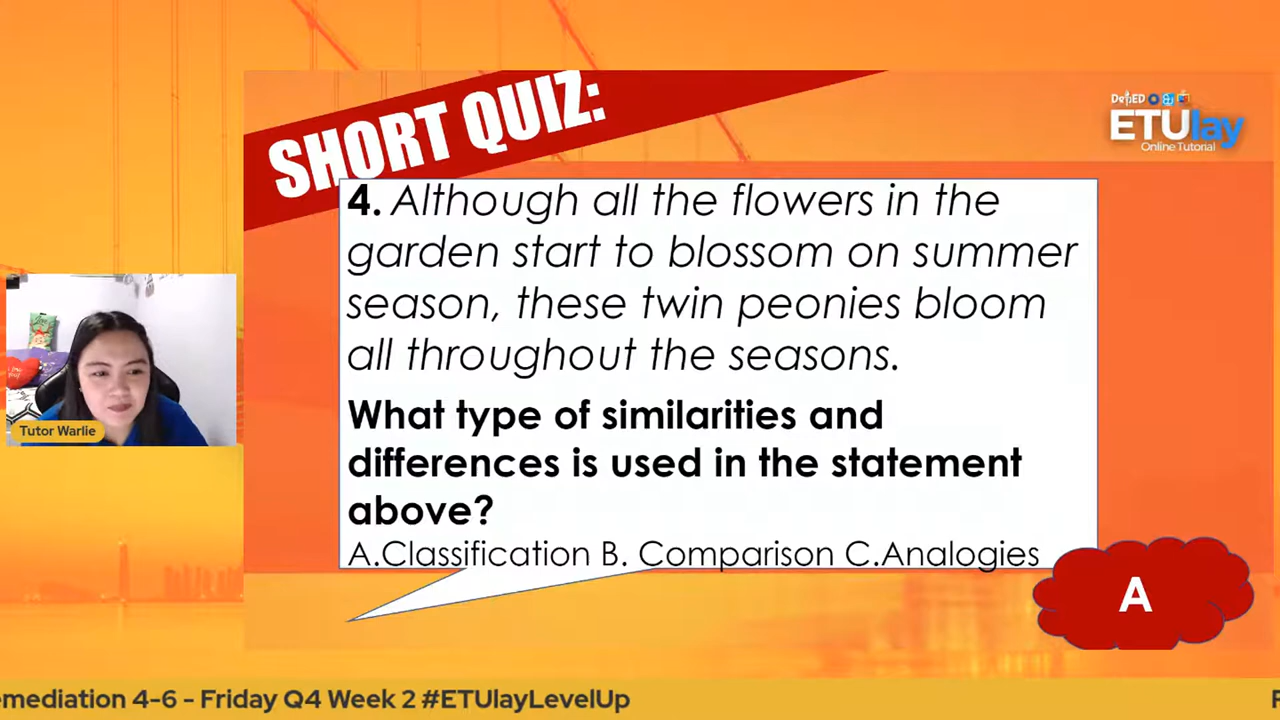 SHORT QUIZ:
DepED
ETUlay
Online Tutorial
4. Although all the flowers in the
garden start to blossom on summer
season, these twin peonies bloom
all throughout the seasons.
What type of similarities and
differences is used in the statement
above?
A.Classification B. Comparison C.Analogies
A
Tutor Warlie
emediation 4-6 - Friday Q4 Week 2 #ETUlayLevelUp